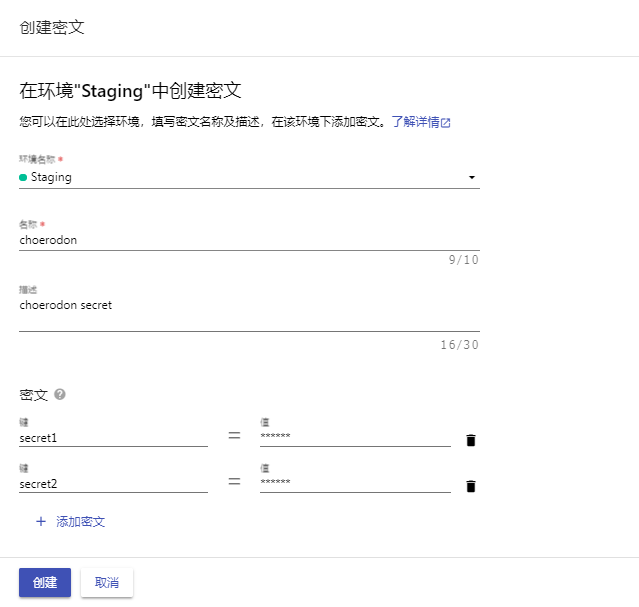 创建密文
在环境"Staging"中创建密文
您可以在此处选择环境，填写密文名称及描述，在该环境下添加密文。了解详情
环境名称 *
Staging
名称 *
choerodon
9/10
描述
choerodon secret
16/30
密文
键 值
secret1 = ******
键 值
secret2 = ******
+ 添加密文
创建 取消